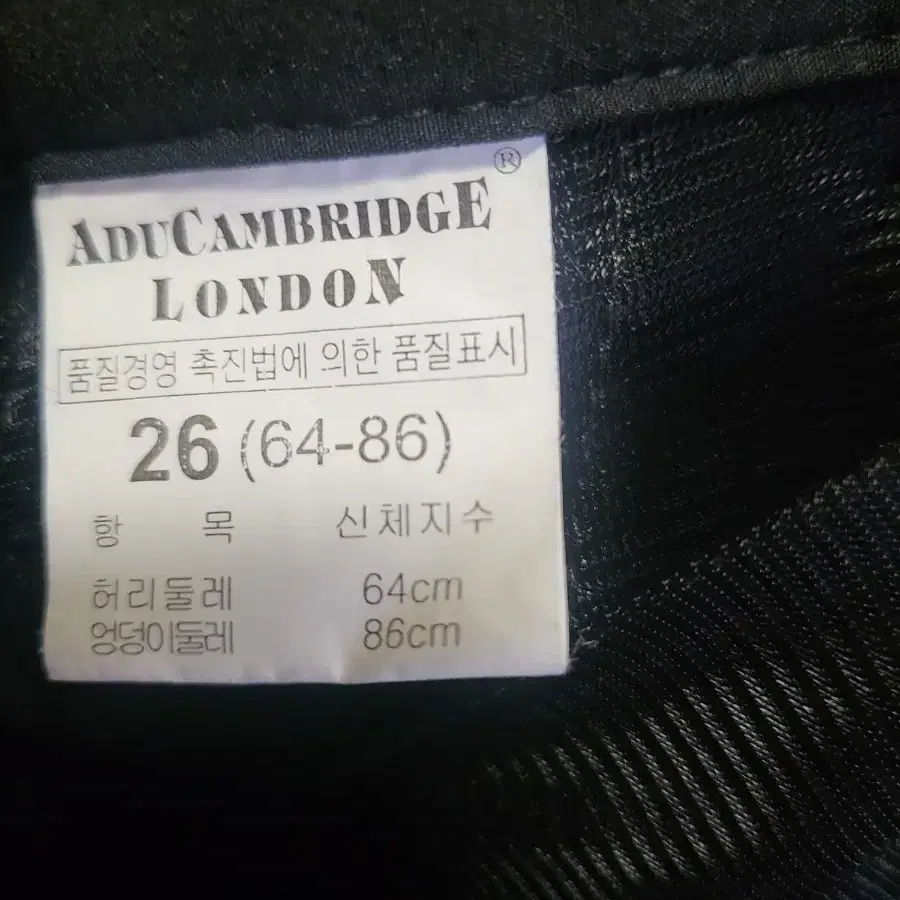 ADUCAMBRIDGE®
LONDON
품질경영 촉진법에 의한 품질표시
26 (64-86)
항 목 신체지수
허리둘레 64cm
엉덩이둘레 86cm